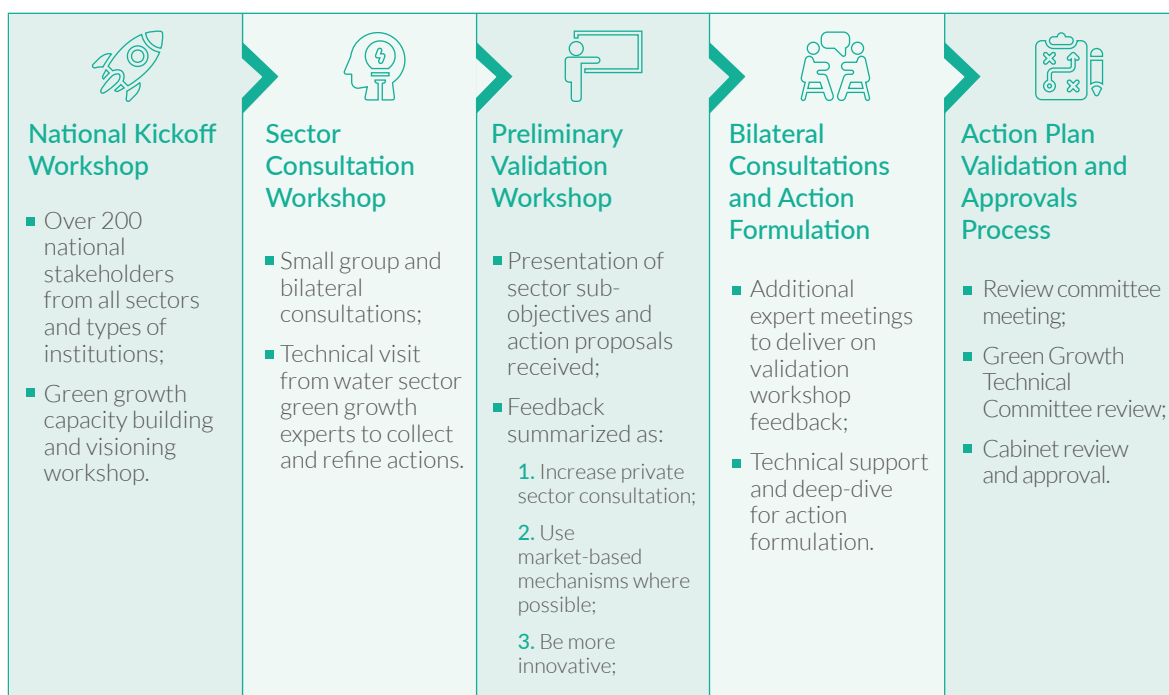 National Kickoff
Workshop
Over 200
national
stakeholders
from all sectors
and types of
institutions;
Green growth
capacity building
and visioning
workshop.
Sector
Consultation
Workshop
Small group and
bilateral
consultations;
Technical visit
from water sector
green growth
experts to collect
and refine actions.
Preliminary
Validation
Workshop
Presentation of
sector sub-
objectives and
action proposals
received;
Feedback
summarized as:
1. Increase private
sector consultation;
2. Use
market-based
mechanisms where
possible;
3. Be more
innovative;
Bilateral
Consultations
and Action
Formulation
Additional
expert meetings
to deliver on
validation
workshop
feedback;
Technical support
and deep-dive
for action
formulation.
Action Plan
Validation and
Approvals
Process
Review committee
meeting;
Green Growth
Technical
Committee review;
Cabinet review
and approval.